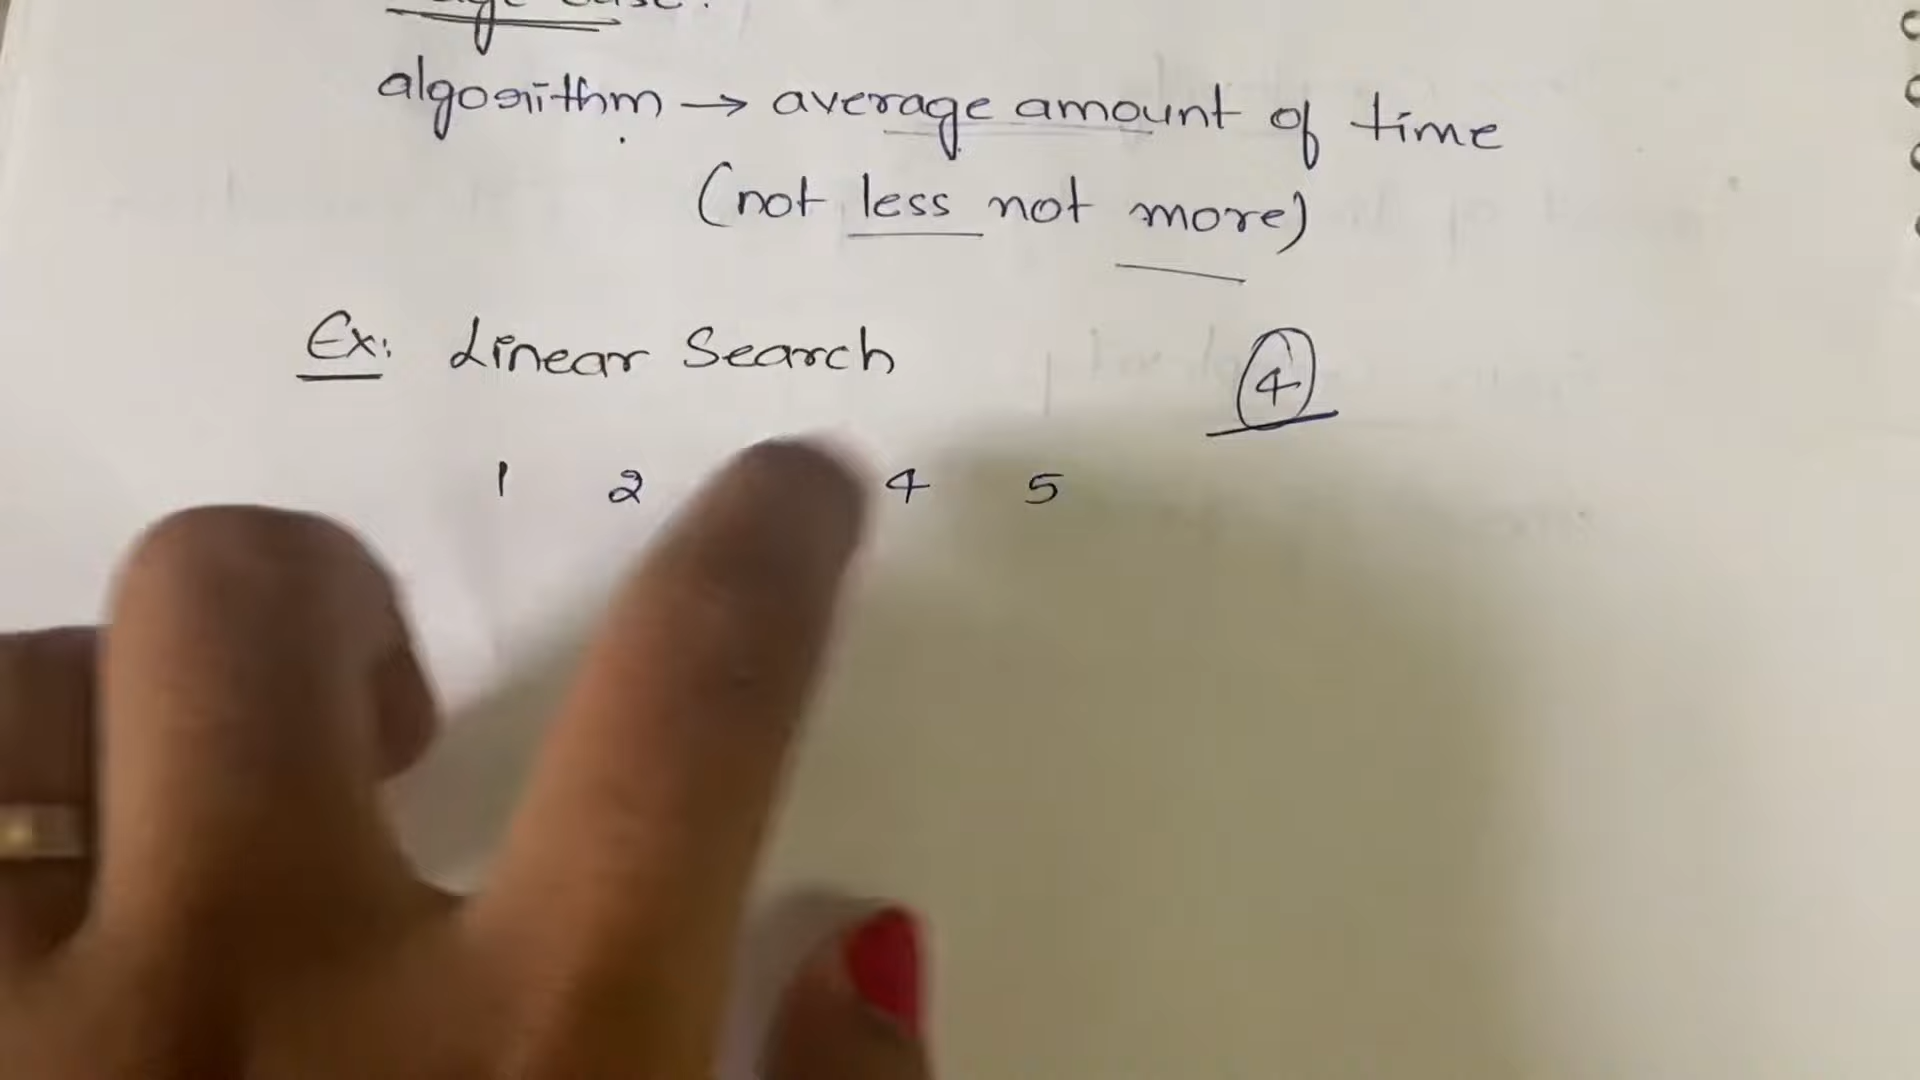 algorithm → average amount of time
(not less not more)
Ex: Linear Search
4
1 2 4 5